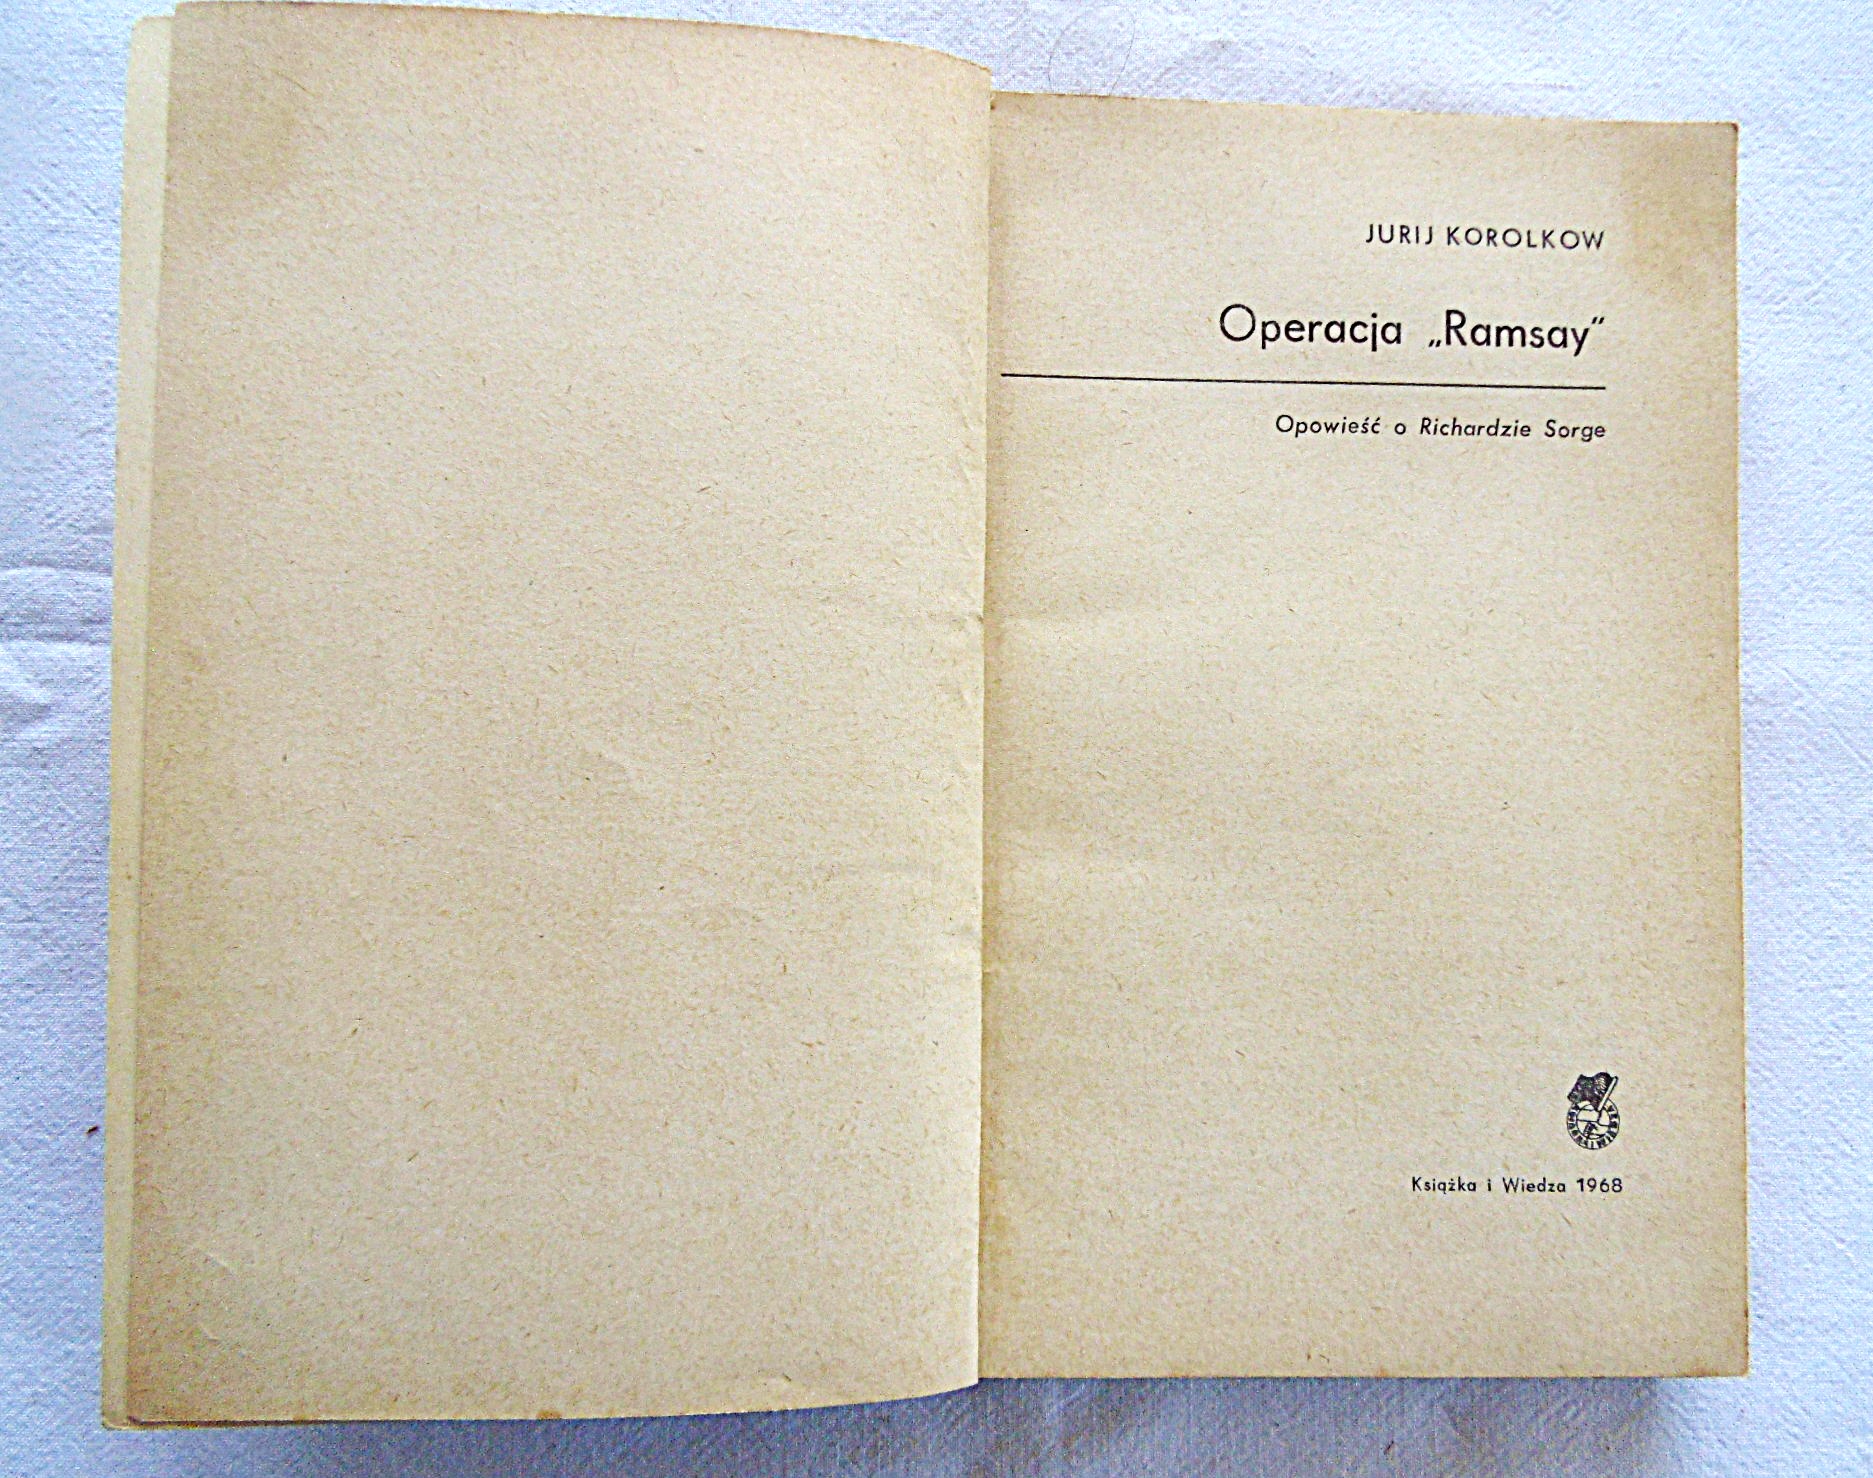 JURIJ KOROLKOW
Operacja „Ramsay”
Opowieść o Richardzie Sorge
Książka i Wiedza 1968